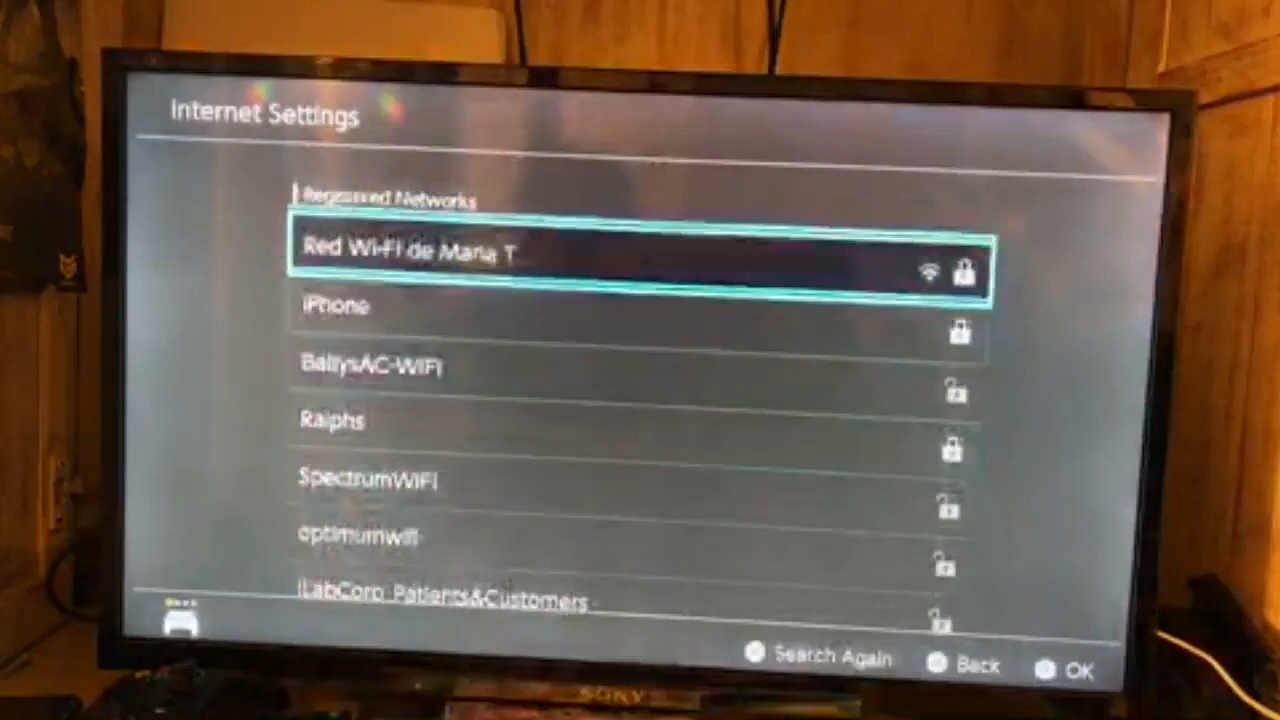 Internet Settings
Registered Networks
Red Wi-Fi de Maria T
iPhone
BallysAC-WIFI
Ralphs
SpectrumWiFi
optimumwifi
iLabCorp_Patients&Customers
Search Again
Back
OK
SONY